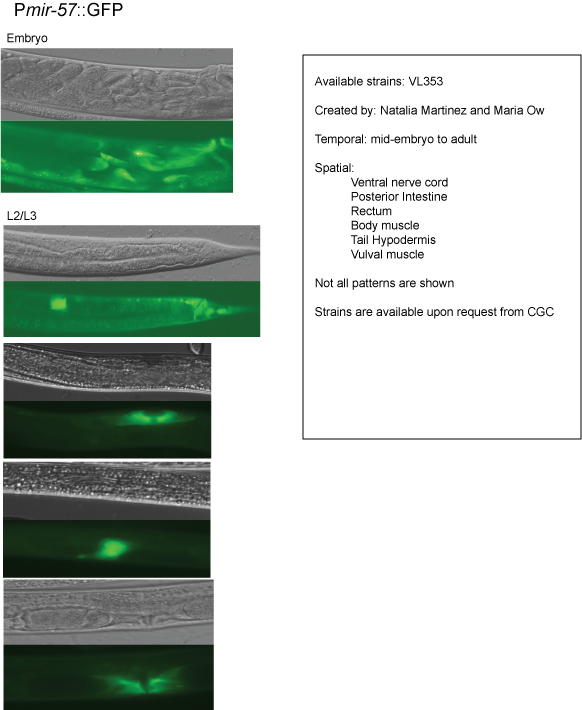 Pmir-57::GFP
Embryo
L2/L3
Available strains: VL353
Created by: Natalia Martinez and Maria Ow
Temporal: mid-embryo to adult
Spatial:
Ventral nerve cord
Posterior Intestine
Rectum
Body muscle
Tail Hypodermis
Vulval muscle
Not all patterns are shown
Strains are available upon request from CGC